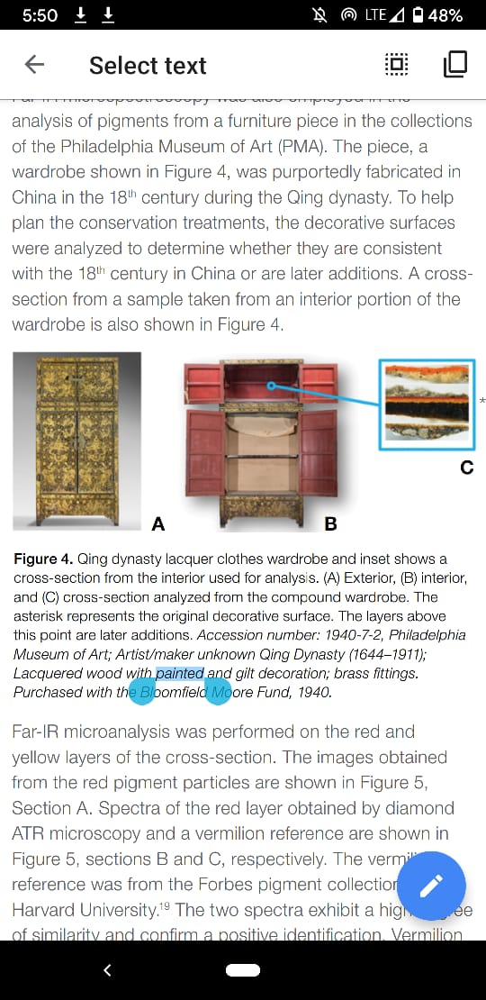 5:50 LTE 48%
Select text
Far-IR microspectroscopy was also employed in the
analysis of pigments from a furniture piece in the collections
of the Philadelphia Museum of Art (PMA). The piece, a
wardrobe shown in Figure 4, was purportedly fabricated in
China in the 18th century during the Qing dynasty. To help
plan the conservation treatments, the decorative surfaces
were analyzed to determine whether they are consistent
with the 18th century in China or are later additions. A cross-
section from a sample taken from an interior portion of the
wardrobe is also shown in Figure 4.
*
C
A
B
Figure 4. Qing dynasty lacquer clothes wardrobe and inset shows a
cross-section from the interior used for analysis. (A) Exterior, (B) interior,
and (C) cross-section analyzed from the compound wardrobe. The
asterisk represents the original decorative surface. The layers above
this point are later additions. Accession number: 1940-7-2, Philadelphia
Museum of Art; Artist/maker unknown Qing Dynasty (1644–1911);
Lacquered wood with painted and gilt decoration; brass fittings.
Purchased with the Bloomfield Moore Fund, 1940.
Far-IR microanalysis was performed on the red and
yellow layers of the cross-section. The images obtained
from the red pigment particles are shown in Figure 5,
Section A. Spectra of the red layer obtained by diamond
ATR microscopy and a vermilion reference are shown in
Figure 5, sections B and C, respectively. The
reference was from the Forbes pigment collection
Harvard University.19 The two spectra exhibit a
of similarity and confirm a positive identification. Vermilion